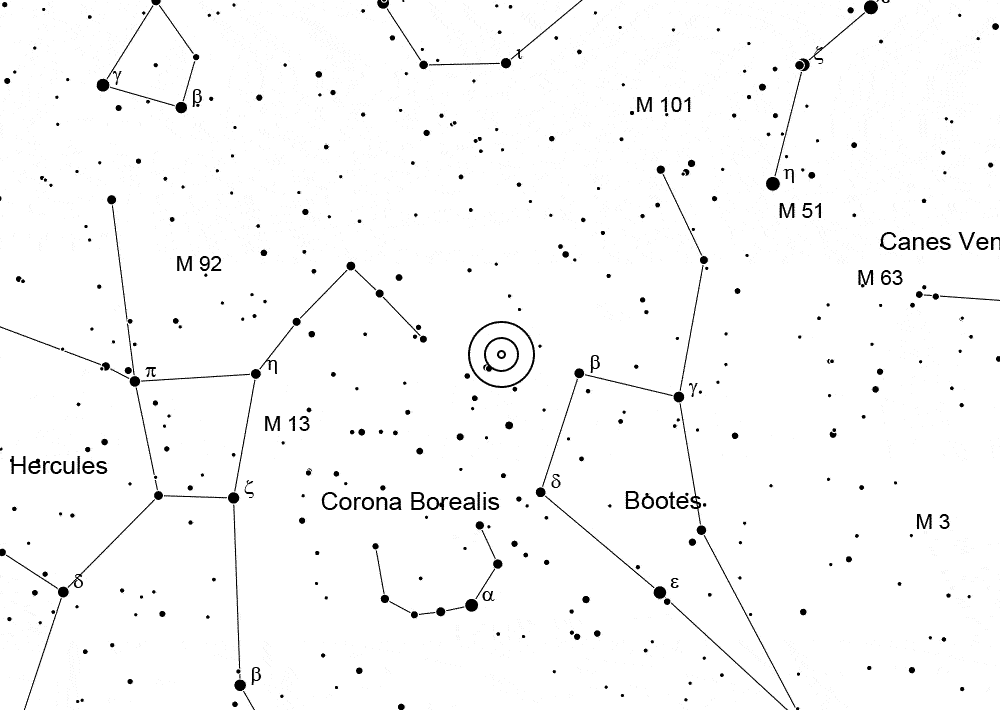 γ
β
ι
ζ
M 101
η
M 51
Canes Ven
M 92
M 63
π
η
β
γ
M 13
Hercules
ζ
δ
Corona Borealis
Bootes
M 3
δ
α
ε
β